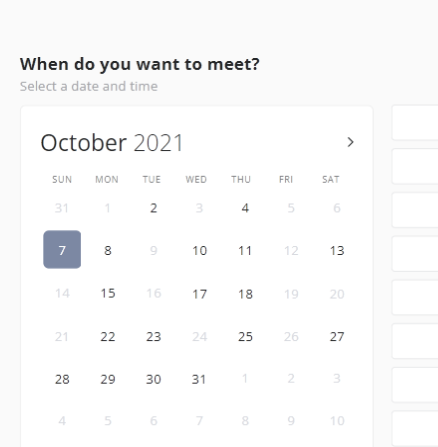 When do you want to meet?
Select a date and time
October 2021
SUN MON TUE WED THU FRI SAT
31 1 2 3 4 5 6
7 8 9 10 11 12 13
14 15 16 17 18 19 20
21 22 23 24 25 26 27
28 29 30 31 1 2 3
4 5 6 7 8 9 10